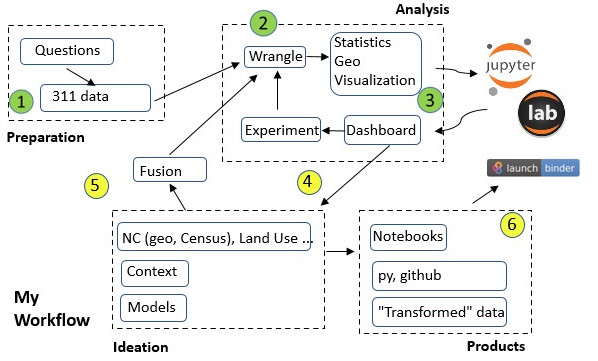 Analysis
2
Questions
Wrangle
Statistics
Geo
Visualization
jupyter
1
311 data
3
lab
Preparation
Experiment
Dashboard
5
Fusion
4
launch binder
6
NC (geo, Census), Land Use ...
Notebooks
Context
py, github
My
Workflow
Models
"Transformed" data
Ideation
Products